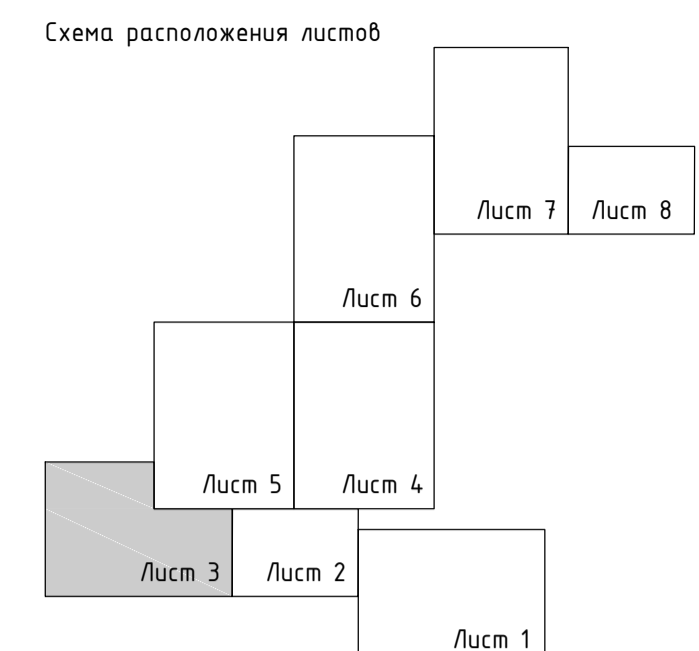 Схема расположения листов
Лист 7 Лист 8
Лист 6
Лист 5 Лист 4
Лист 3 Лист 2
Лист 1